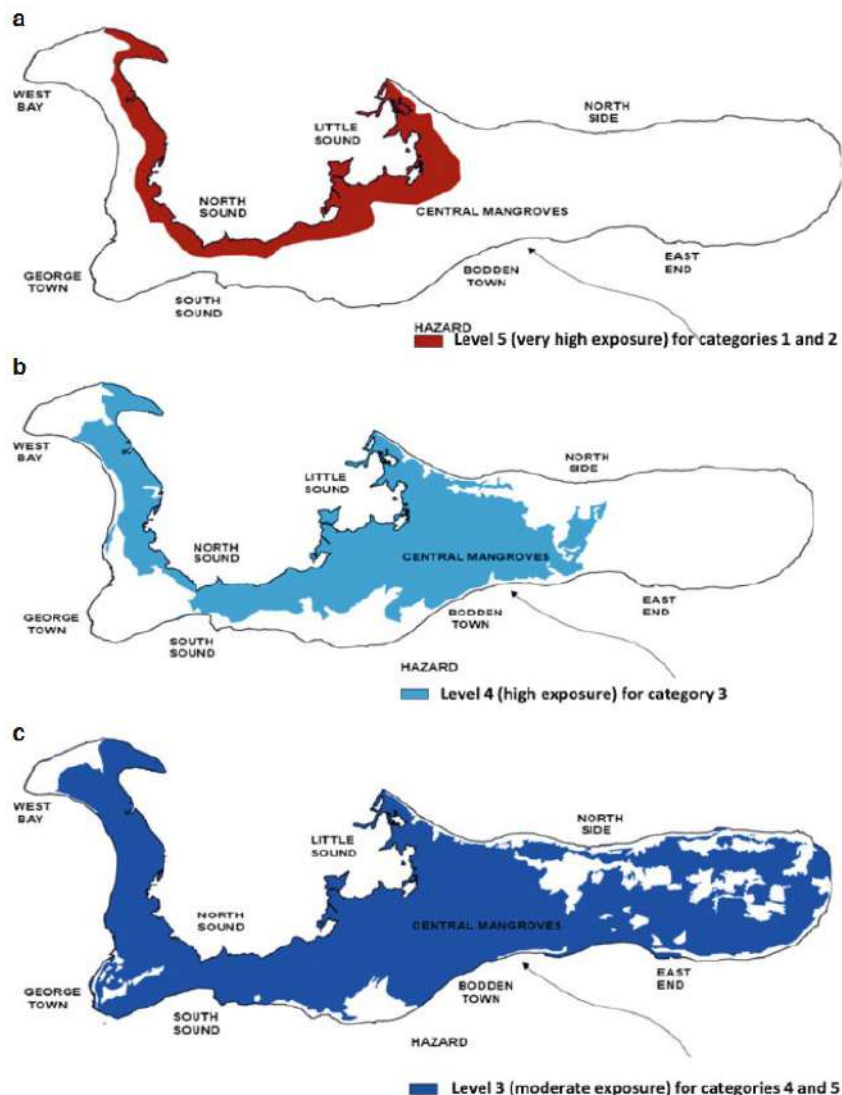 a
WEST
BAY
LITTLE
SOUND
NORTH
SIDE
NORTH
SOUND
CENTRAL MANGROVES
GEORGE
TOWN
SOUTH
SOUND
BODDEN
TOWN
EAST
END
HAZARD
Level 5 (very high exposure) for categories 1 and 2
b
WEST
BAY
LITTLE
SOUND
NORTH
SIDE
NORTH
SOUND
CENTRAL MANGROVES
GEORGE
TOWN
SOUTH
SOUND
BODDEN
TOWN
EAST
END
HAZARD
Level 4 (high exposure) for category 3
c
WEST
BAY
LITTLE
SOUND
NORTH
SIDE
NORTH
SOUND
CENTRAL MANGROVES
GEORGE
TOWN
SOUTH
SOUND
BODDEN
TOWN
EAST
END
HAZARD
Level 3 (moderate exposure) for categories 4 and 5